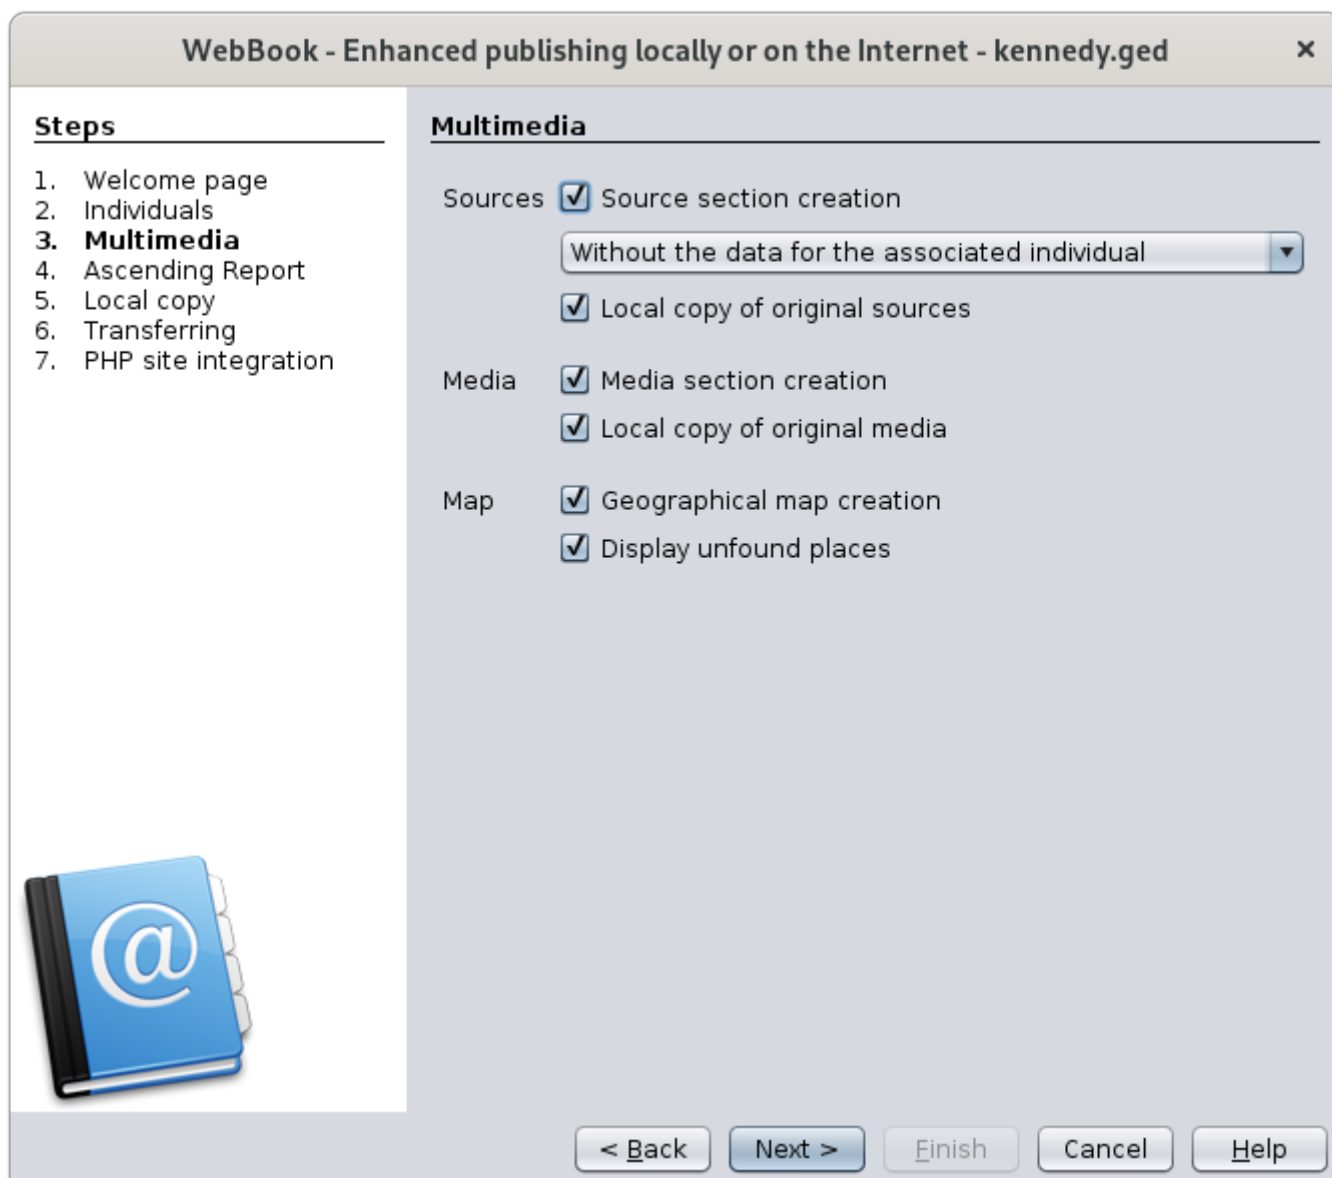 WebBook - Enhanced publishing locally or on the Internet - kennedy.ged
Steps
1. Welcome page
2. Individuals
3. Multimedia
4. Ascending Report
5. Local copy
6. Transferring
7. PHP site integration
@
Multimedia
Sources Source section creation
Without the data for the associated individual
Local copy of original sources
Media Media section creation
Local copy of original media
Map Geographical map creation
Display unfound places
< Back Next > Finish Cancel Help